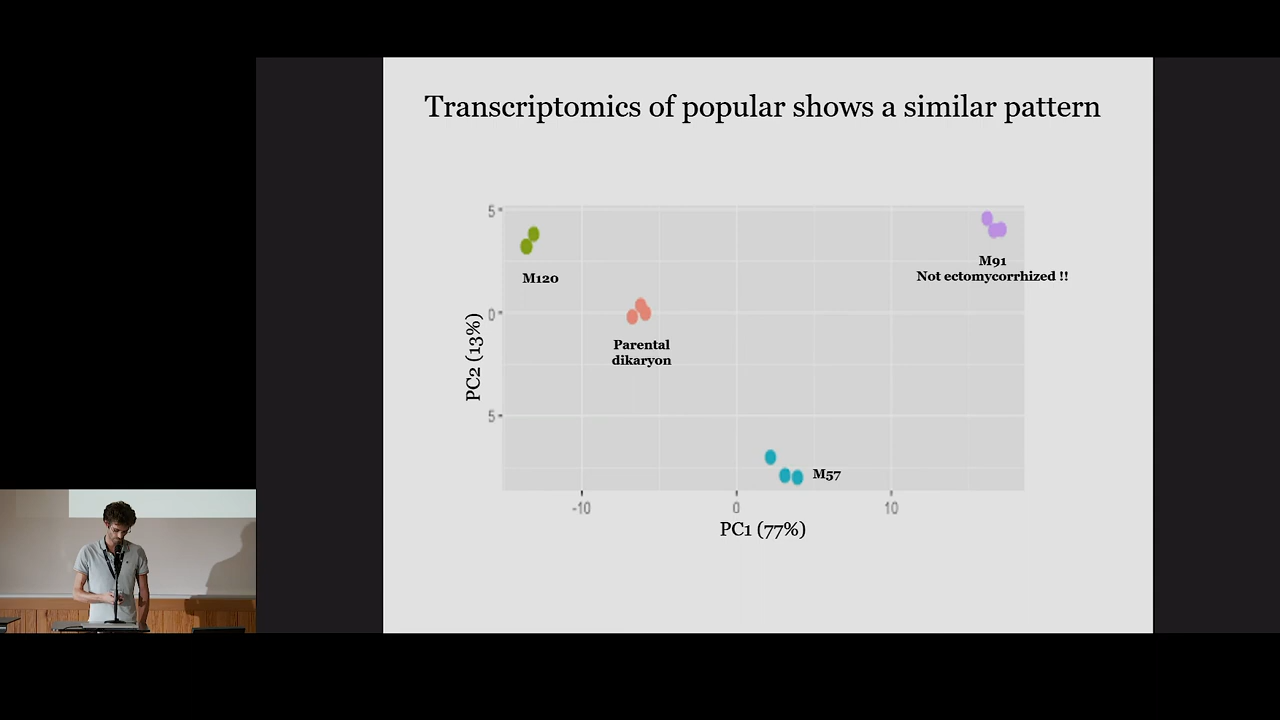 Transcriptomics of popular shows a similar pattern
5
M120
M91
Not ectomycorrhized !!
0
Parental
dikaryon
PC2 (13%)
5
M57
-10
0
10
PC1 (77%)